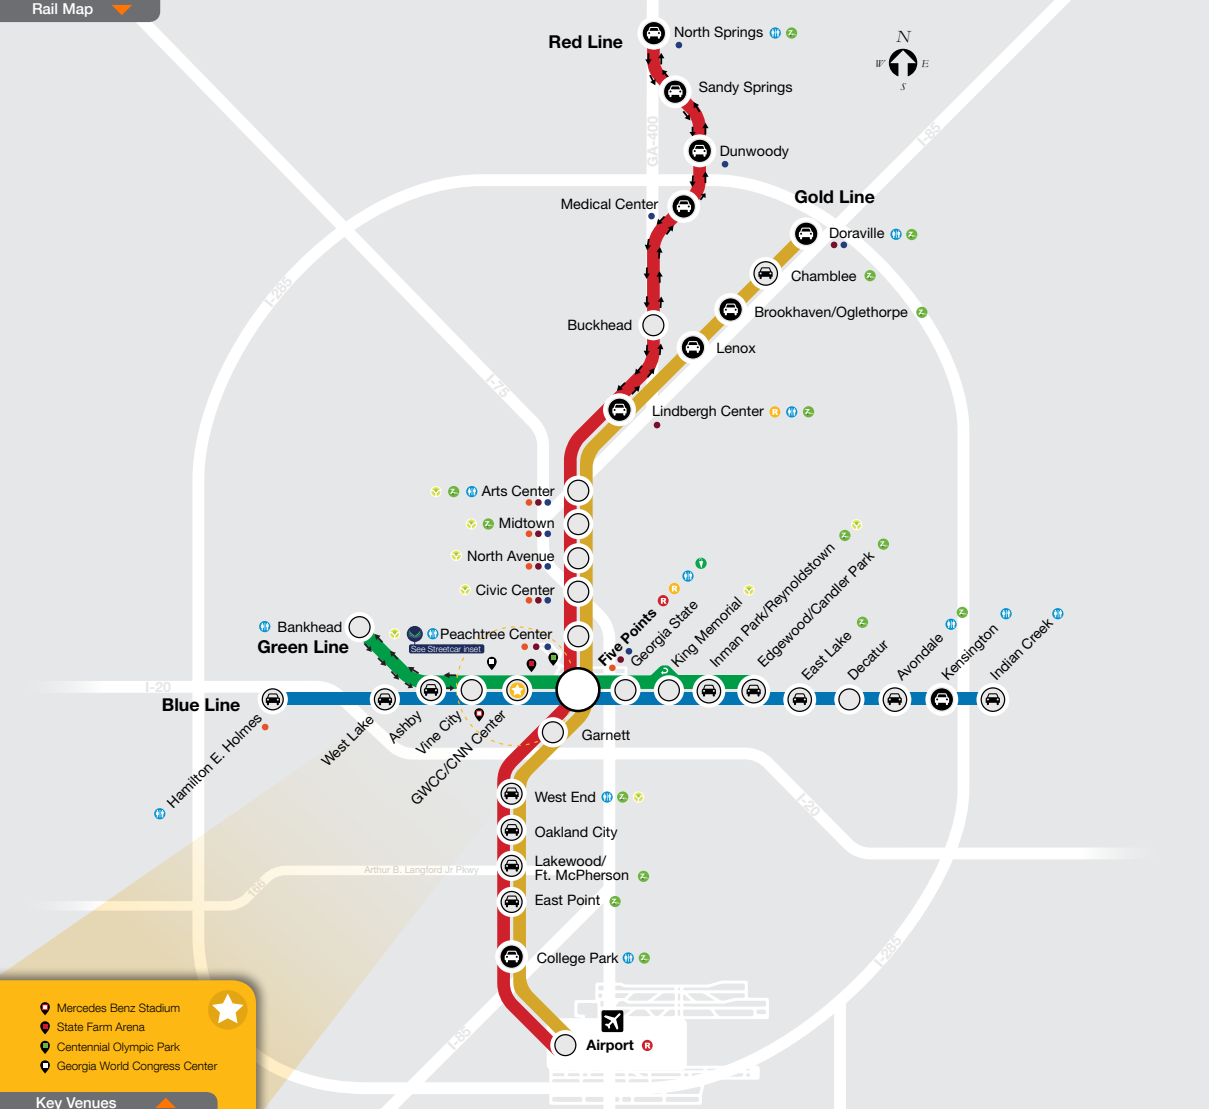 Rail Map
Red Line
North Springs
N
W
E
S
Sandy Springs
GA-400
I-85
Dunwoody
Medical Center
Gold Line
Doraville
Chamblee
I-285
Brookhaven/Oglethorpe
Buckhead
Lenox
I-75
Lindbergh Center
R
Arts Center
Midtown
North Avenue
Civic Center
Peachtree Center
See Streetcar inset
Bankhead
Green Line
Five Points
R
R
Georgia State
King Memorial
Inman Park/Reynoldstown
Edgewood/Candler Park
East Lake
Decatur
Avondale
Kensington
Indian Creek
I-20
Blue Line
Hamilton E. Holmes
West Lake
Ashby
Vine City
GWCC/CNN Center
Garnett
West End
I-20
Oakland City
Lakewood/
Ft. McPherson
Arthur B. Langford Jr Pkwy
166
East Point
College Park
I-285
I-85
Airport
R
Mercedes Benz Stadium
State Farm Arena
Centennial Olympic Park
Georgia World Congress Center
Key Venues